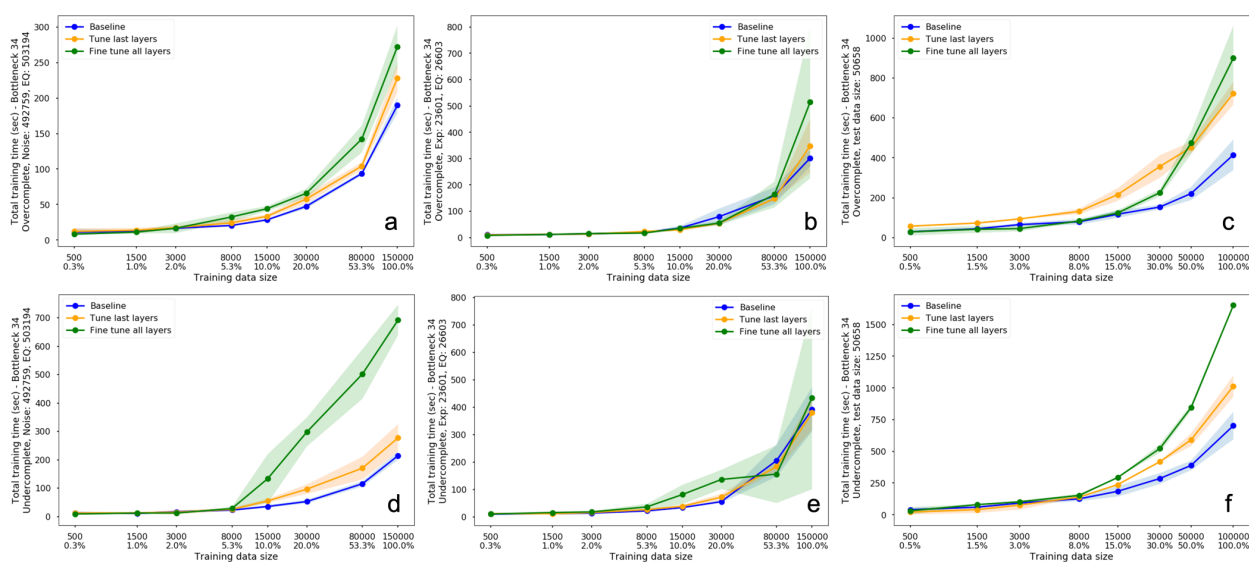 Total training time (sec) - Bottleneck 34
Overcomplete, Noise: 492759, EQ: 503194
300
250
200
150
100
50
0
Baseline
Tune last layers
Fine tune all layers
a
500 1500 3000 8000 15000 30000 80000 150000
0.3% 1.0% 2.0% 5.3% 10.0% 20.0% 53.3% 100.0%
Training data size
Total training time (sec) - Bottleneck 34
Overcomplete, Exp: 23601, EQ: 26603
800
700
600
500
400
300
200
100
0
Baseline
Tune last layers
Fine tune all layers
b
500 1500 3000 8000 15000 30000 80000 150000
0.3% 1.0% 2.0% 5.3% 10.0% 20.0% 53.3% 100.0%
Training data size
Total training time (sec) - Bottleneck 34
Overcomplete, test data size: 50658
1000
800
600
400
200
0
Baseline
Tune last layers
Fine tune all layers
c
500 1500 3000 8000 15000 30000 50000 100000
0.5% 1.5% 3.0% 8.0% 15.0% 30.0% 50.0% 100.0%
Training data size
Total training time (sec) - Bottleneck 34
Undercomplete, Noise: 492759, EQ: 503194
700
600
500
400
300
200
100
0
Baseline
Tune last layers
Fine tune all layers
d
500 1500 3000 8000 15000 30000 80000 150000
0.3% 1.0% 2.0% 5.3% 10.0% 20.0% 53.3% 100.0%
Training data size
Total training time (sec) - Bottleneck 34
Undercomplete, Exp: 23601, EQ: 26603
800
700
600
500
400
300
200
100
0
Baseline
Tune last layers
Fine tune all layers
e
500 1500 3000 8000 15000 30000 80000 150000
0.3% 1.0% 2.0% 5.3% 10.0% 20.0% 53.3% 100.0%
Training data size
Total training time (sec) - Bottleneck 34
Undercomplete, test data size: 50658
1500
1250
1000
750
500
250
0
Baseline
Tune last layers
Fine tune all layers
f
500 1500 3000 8000 15000 30000 50000 100000
0.5% 1.5% 3.0% 8.0% 15.0% 30.0% 50.0% 100.0%
Training data size